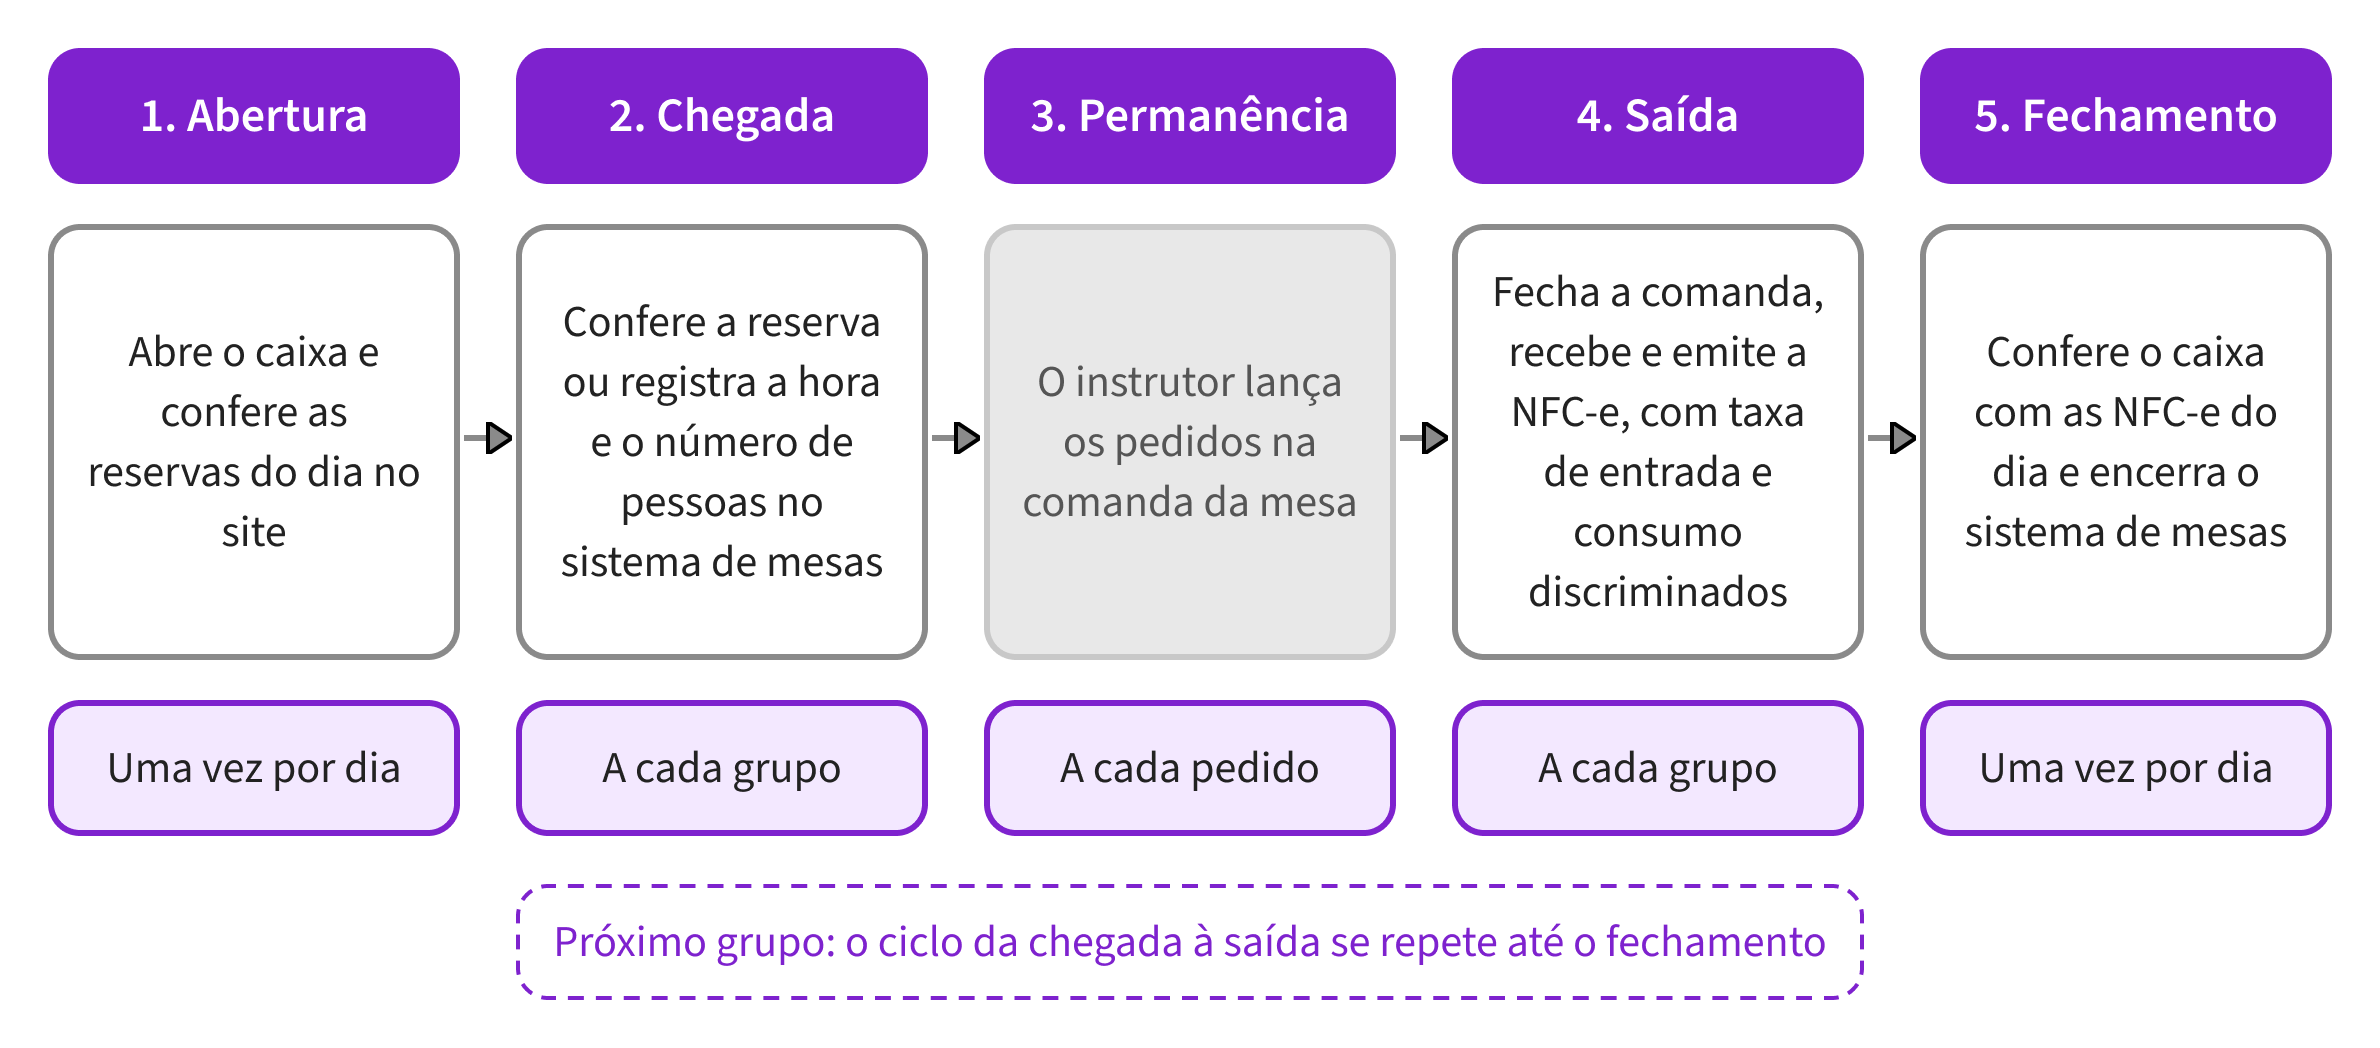 1. Abertura
2. Chegada
3. Permanência
4. Saída
5. Fechamento
Abre o caixa e
confere as
reservas do dia no
site
Confere a reserva
ou registra a hora
e o número de
pessoas no
sistema de mesas
O instrutor lança
os pedidos na
comanda da mesa
Fecha a comanda,
recebe e emite a
NFC-e, com taxa
de entrada e
consumo
discriminados
Confere o caixa
com as NFC-e do
dia e encerra o
sistema de mesas
Uma vez por dia
A cada grupo
A cada pedido
A cada grupo
Uma vez por dia
Próximo grupo: o ciclo da chegada à saída se repete até o fechamento